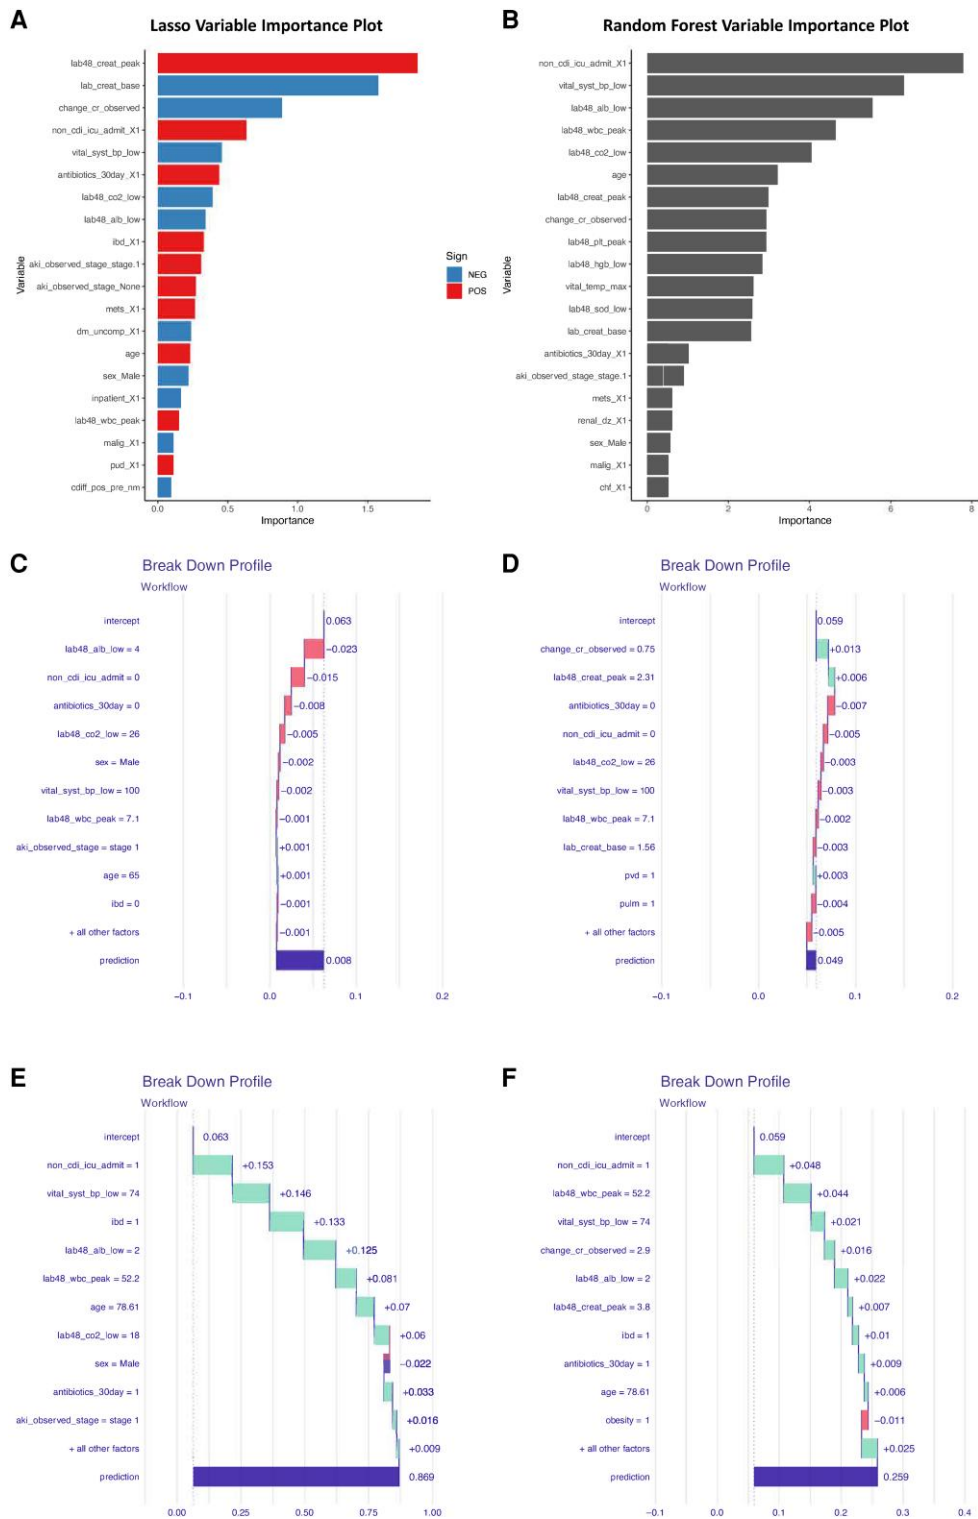 A
Lasso Variable Importance Plot
lab48_creat_peak
lab_creat_base
change_cr_observed
non_cdi_icu_admit_X1
vital_syst_bp_low
antibiotics_30day_X1
lab48_co2_low
lab48_alb_low
ibd_X1
aki_observed_stage_stage.1
aki_observed_stage_None
mets_X1
dm_uncomp_X1
age
sex_Male
inpatient_X1
lab48_wbc_peak
malig_X1
pud_X1
cdiff_pos_pre_nm
Variable
0.0 0.5 1.0 1.5
Importance
Sign
NEG
POS
B
Random Forest Variable Importance Plot
non_cdi_icu_admit_X1
vital_syst_bp_low
lab48_alb_low
lab48_wbc_peak
lab48_co2_low
age
lab48_creat_peak
change_cr_observed
lab48_plt_peak
lab48_hgb_low
vital_temp_max
lab48_sod_low
lab_creat_base
antibiotics_30day_X1
aki_observed_stage_stage.1
mets_X1
renal_dz_X1
sex_Male
malig_X1
chf_X1
Variable
0 2 4 6 8
Importance
C
Break Down Profile
Workflow
intercept 0.063
lab48_alb_low = 4 −0.023
non_cdi_icu_admit = 0 −0.015
antibiotics_30day = 0 −0.008
lab48_co2_low = 26 −0.005
sex = Male −0.002
vital_syst_bp_low = 100 −0.002
lab48_wbc_peak = 7.1 −0.001
aki_observed_stage = stage 1 +0.001
age = 65 +0.001
ibd = 0 −0.001
+ all other factors −0.001
prediction 0.008
−0.1 0.0 0.1 0.2
D
Break Down Profile
Workflow
intercept 0.059
change_cr_observed = 0.75 +0.013
lab48_creat_peak = 2.31 +0.006
antibiotics_30day = 0 −0.007
non_cdi_icu_admit = 0 −0.005
lab48_co2_low = 26 −0.003
vital_syst_bp_low = 100 −0.003
lab48_wbc_peak = 7.1 −0.002
lab_creat_base = 1.56 −0.003
pvd = 1 +0.003
pulm = 1 −0.004
+ all other factors −0.005
prediction 0.049
−0.1 0.0 0.1 0.2
E
Break Down Profile
Workflow
intercept 0.063
non_cdi_icu_admit = 1 +0.153
vital_syst_bp_low = 74 +0.146
ibd = 1 +0.133
lab48_alb_low = 2 +0.125
lab48_wbc_peak = 52.2 +0.081
age = 78.61 +0.07
lab48_co2_low = 18 +0.06
sex = Male −0.022
antibiotics_30day = 1 +0.033
aki_observed_stage = stage 1 +0.016
+ all other factors +0.009
prediction 0.869
0.00 0.25 0.50 0.75 1.00
F
Break Down Profile
Workflow
intercept 0.059
non_cdi_icu_admit = 1 +0.048
lab48_wbc_peak = 52.2 +0.044
vital_syst_bp_low = 74 +0.021
change_cr_observed = 2.9 +0.016
lab48_alb_low = 2 +0.022
lab48_creat_peak = 3.8 +0.007
ibd = 1 +0.01
antibiotics_30day = 1 +0.009
age = 78.61 +0.006
obesity = 1 −0.011
+ all other factors +0.025
prediction 0.259
−0.1 0.0 0.1 0.2 0.3 0.4